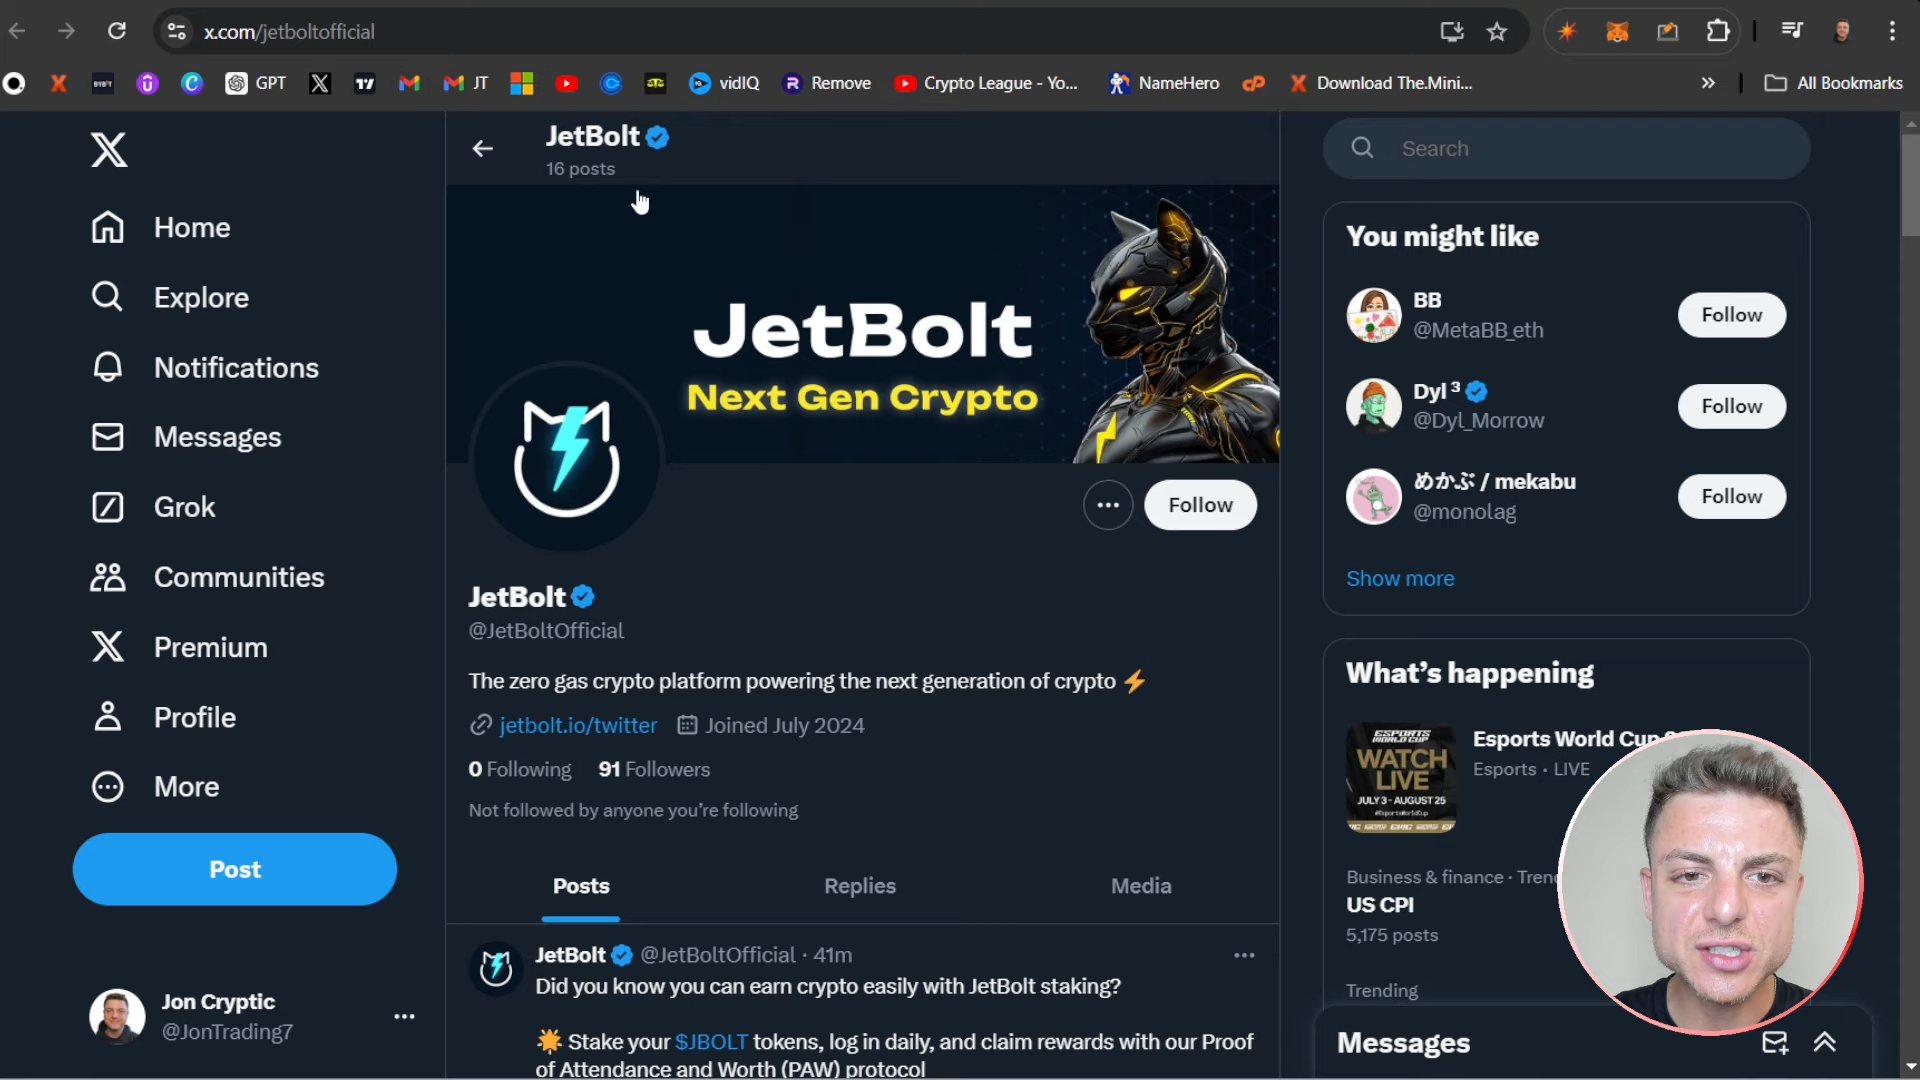 x.com/jetboltofficial
BYBIT
GPT
JT
vidIQ
Remove
Crypto League - Yo...
NameHero
Download The.Mini...
All Bookmarks
JetBolt
16 posts
Search
Home
Explore
Notifications
Messages
Grok
Communities
Premium
Profile
More
Post
Jon Cryptic
@JonTrading7
JetBolt
Next Gen Crypto
Follow
JetBolt
@JetBoltOfficial
The zero gas crypto platform powering the next generation of crypto ⚡
jetbolt.io/twitter Joined July 2024
0 Following 91 Followers
Not followed by anyone you’re following
Posts Replies Media
JetBolt @JetBoltOfficial · 41m
Did you know you can earn crypto easily with JetBolt staking?
🌟 Stake your $JBOLT tokens, log in daily, and claim rewards with our Proof
of Attendance and Worth (PAW) protocol
You might like
BB
@MetaBB_eth
Follow
Dyl ³
@Dyl_Morrow
Follow
めかぶ / mekabu
@monolag
Follow
Show more
What’s happening
ESPORTS
WORLD CUP
WATCH
LIVE
JULY 3 - AUGUST 25
#EsportsWorldCup
Esports World Cup
Esports · LIVE
Business & finance · Tren
US CPI
5,175 posts
Trending
Messages